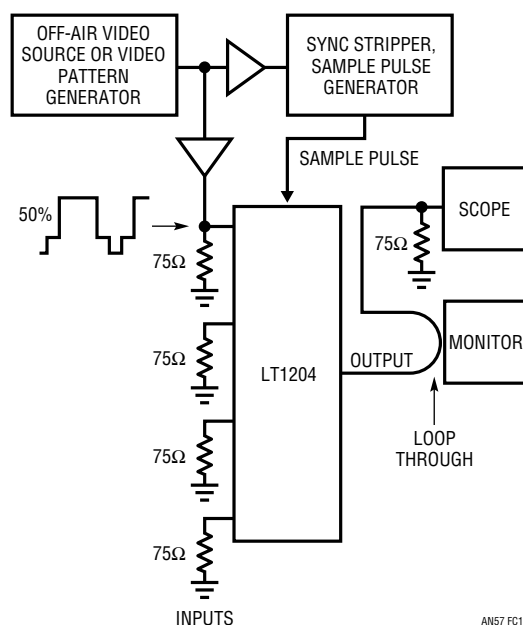 OFF-AIR VIDEO
SOURCE OR VIDEO
PATTERN
GENERATOR
SYNC STRIPPER,
SAMPLE PULSE
GENERATOR
SAMPLE PULSE
50%
75Ω
75Ω
75Ω
75Ω
LT1204
OUTPUT
75Ω
SCOPE
MONITOR
LOOP
THROUGH
INPUTS
AN57 FC1